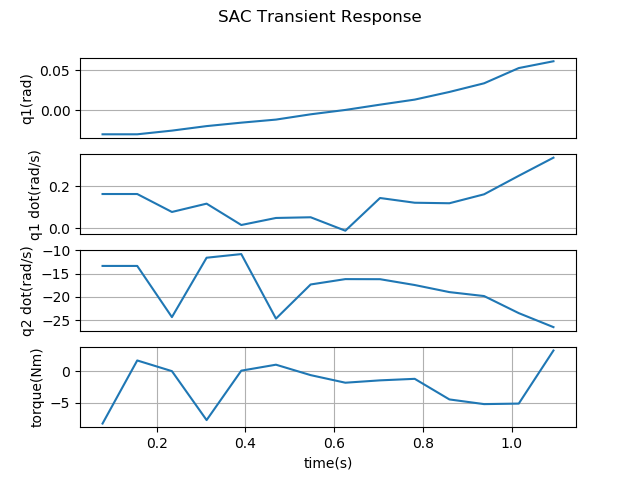 SAC Transient Response
q1(rad)
0.05
0.00
q1 dot(rad/s)
0.2
0.0
q2 dot(rad/s)
−10
−15
−20
−25
torque(Nm)
0
−5
0.2 0.4 0.6 0.8 1.0
time(s)